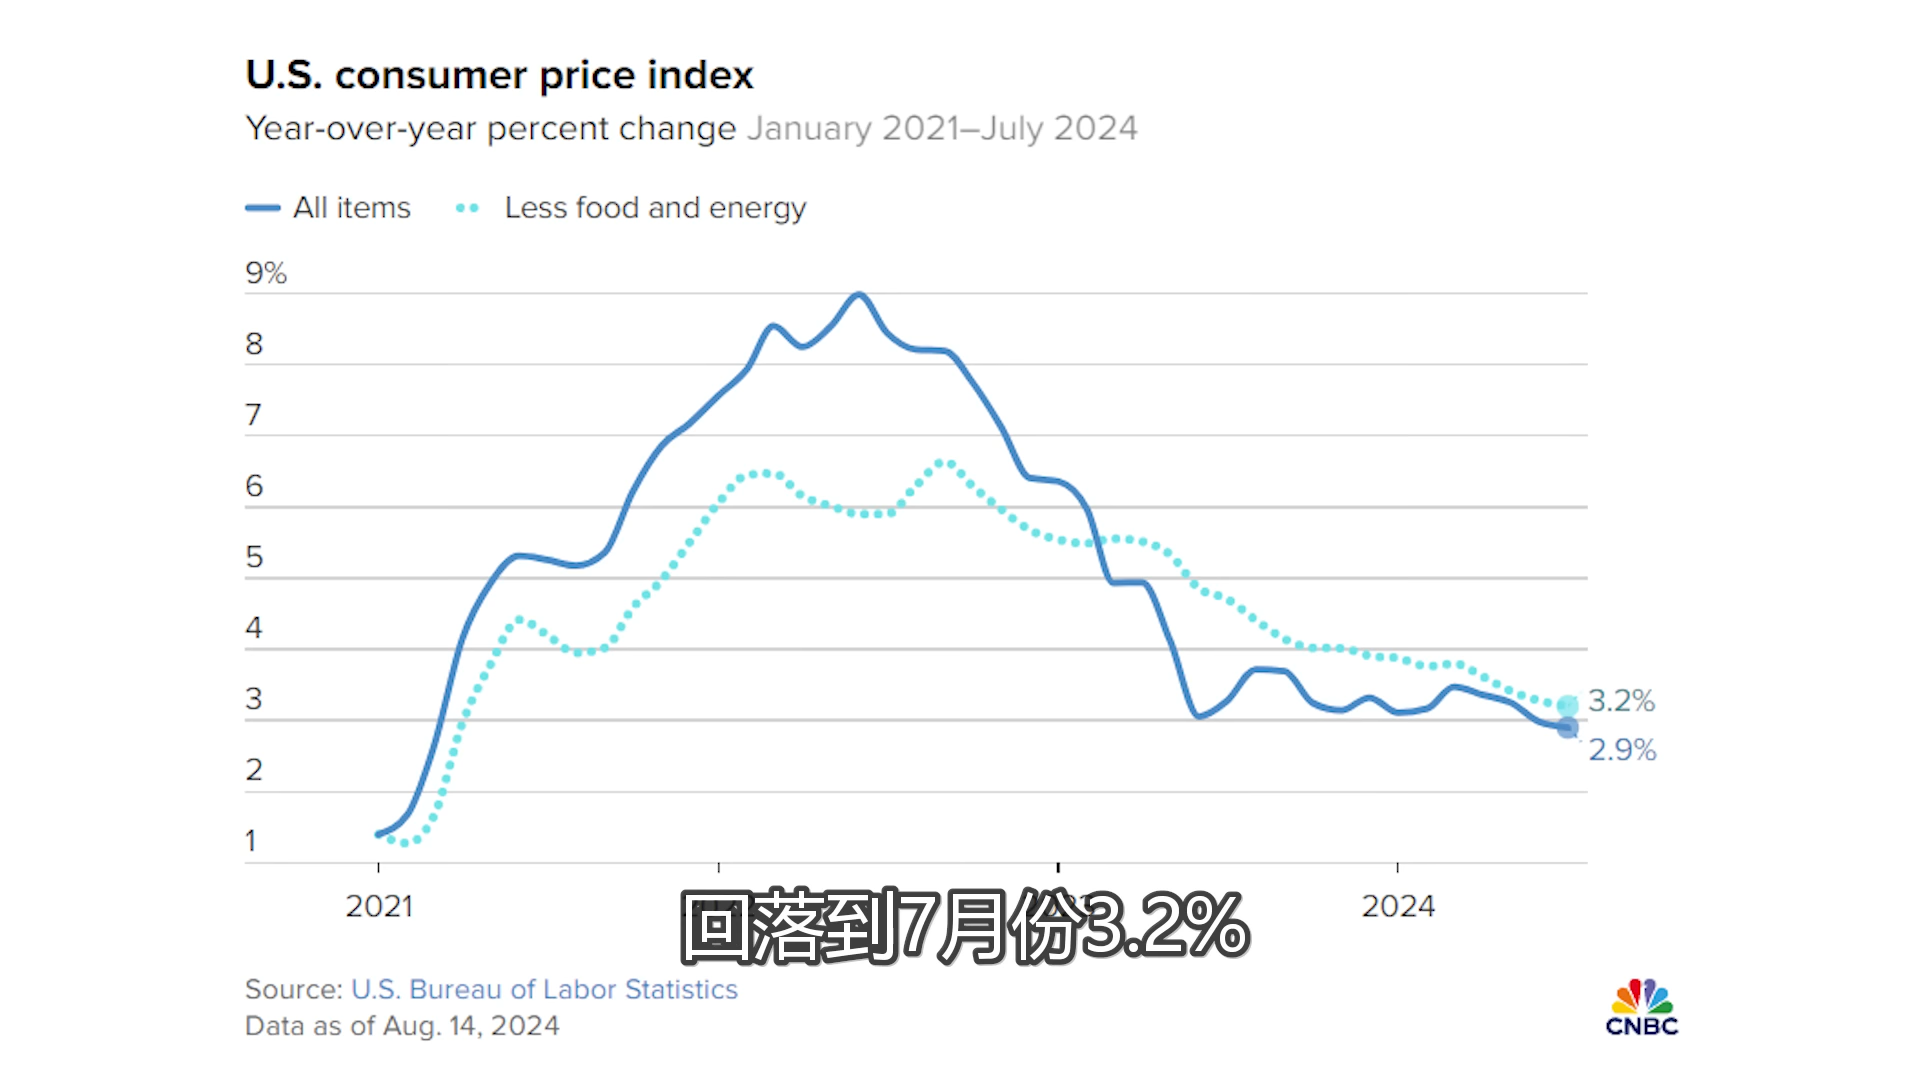 U.S. consumer price index
Year-over-year percent change January 2021–July 2024
All items Less food and energy
9%
8
7
6
5
4
3
2
1
3.2%
2.9%
2021 2022 2023 2024
回落到7月份3.2%
Source: U.S. Bureau of Labor Statistics
Data as of Aug. 14, 2024
CNBC